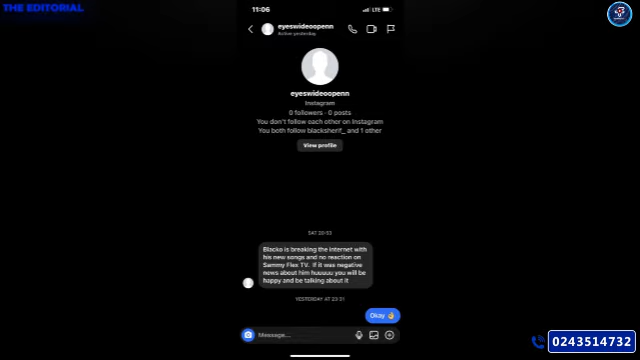 THE EDITORIAL
11:06
LTE
eyeswideoopenn
Active yesterday
eyeswideoopenn
Instagram
0 followers · 0 posts
You don't follow each other on Instagram
You both follow blacksherif_ and 1 other
View profile
SAT 20:53
Blacko is breaking the internet with
his new songs and no reaction on
Sammy Flex TV. If it was negative
news about him huuuuu you will be
happy and be talking about it
YESTERDAY AT 23:31
Okay 👌
Message...
0243514732